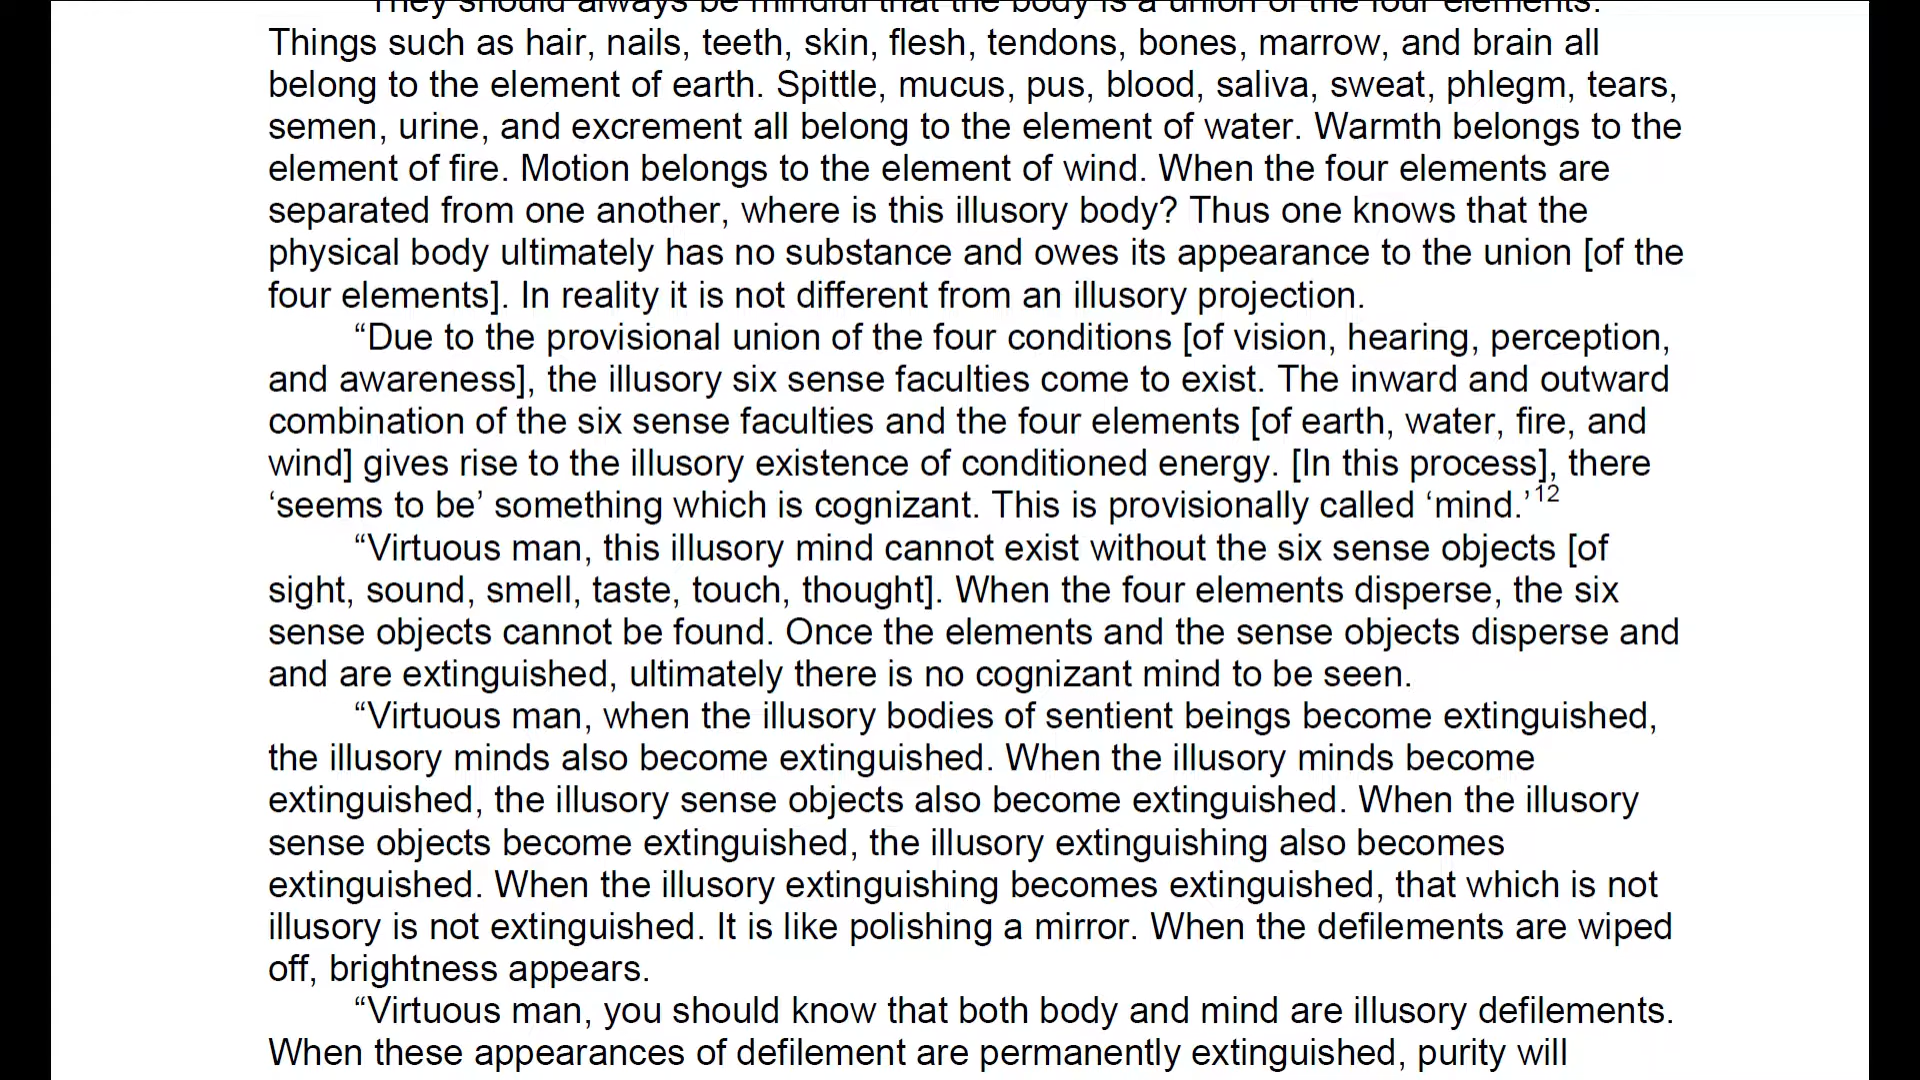 They should always be mindful that the body is a union of the four elements.
Things such as hair, nails, teeth, skin, flesh, tendons, bones, marrow, and brain all
belong to the element of earth. Spittle, mucus, pus, blood, saliva, sweat, phlegm, tears,
semen, urine, and excrement all belong to the element of water. Warmth belongs to the
element of fire. Motion belongs to the element of wind. When the four elements are
separated from one another, where is this illusory body? Thus one knows that the
physical body ultimately has no substance and owes its appearance to the union [of the
four elements]. In reality it is not different from an illusory projection.
“Due to the provisional union of the four conditions [of vision, hearing, perception,
and awareness], the illusory six sense faculties come to exist. The inward and outward
combination of the six sense faculties and the four elements [of earth, water, fire, and
wind] gives rise to the illusory existence of conditioned energy. [In this process], there
‘seems to be’ something which is cognizant. This is provisionally called ‘mind.’12
“Virtuous man, this illusory mind cannot exist without the six sense objects [of
sight, sound, smell, taste, touch, thought]. When the four elements disperse, the six
sense objects cannot be found. Once the elements and the sense objects disperse and
and are extinguished, ultimately there is no cognizant mind to be seen.
“Virtuous man, when the illusory bodies of sentient beings become extinguished,
the illusory minds also become extinguished. When the illusory minds become
extinguished, the illusory sense objects also become extinguished. When the illusory
sense objects become extinguished, the illusory extinguishing also becomes
extinguished. When the illusory extinguishing becomes extinguished, that which is not
illusory is not extinguished. It is like polishing a mirror. When the defilements are wiped
off, brightness appears.
“Virtuous man, you should know that both body and mind are illusory defilements.
When these appearances of defilement are permanently extinguished, purity will